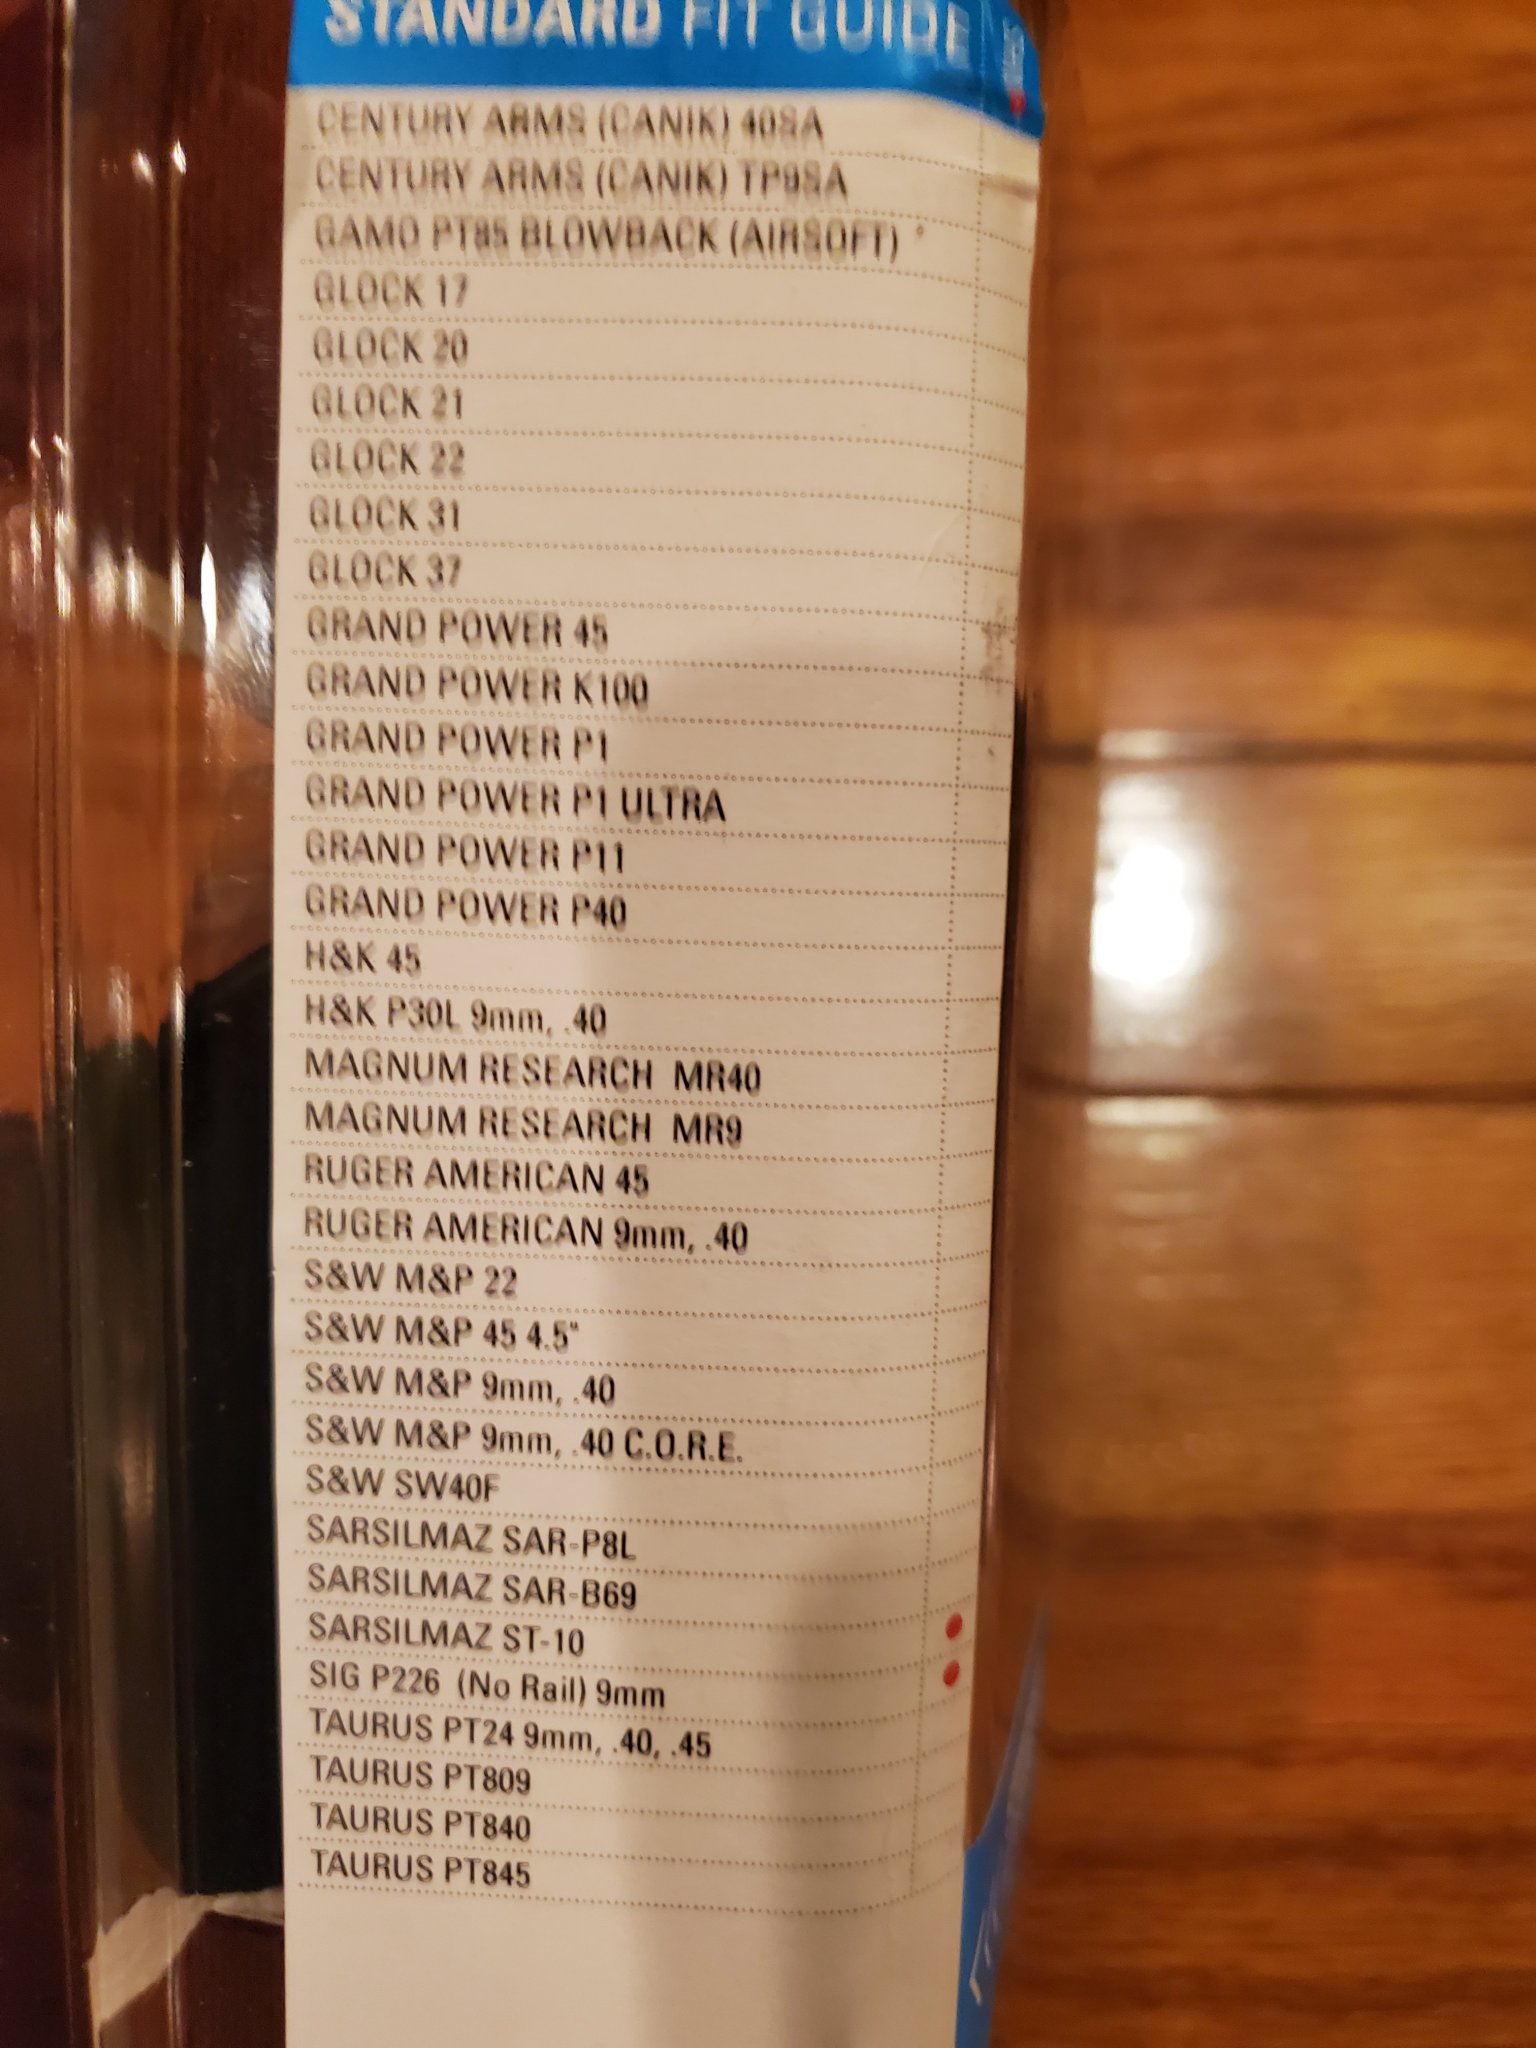 STANDARD FIT GUIDE
CENTURY ARMS (CANIK) 40SA
CENTURY ARMS (CANIK) TP9SA
GAMO PT85 BLOWBACK (AIRSOFT) °
GLOCK 17
GLOCK 20
GLOCK 21
GLOCK 22
GLOCK 31
GLOCK 37
GRAND POWER 45
GRAND POWER K100
GRAND POWER P1
GRAND POWER P1 ULTRA
GRAND POWER P11
GRAND POWER P40
H&K 45
H&K P30L 9mm, .40
MAGNUM RESEARCH MR40
MAGNUM RESEARCH MR9
RUGER AMERICAN 45
RUGER AMERICAN 9mm, .40
S&W M&P 22
S&W M&P 45 4.5"
S&W M&P 9mm, .40
S&W M&P 9mm, .40 C.O.R.E.
S&W SW40F
SARSILMAZ SAR-P8L
SARSILMAZ SAR-B69
SARSILMAZ ST-10
SIG P226 (No Rail) 9mm
TAURUS PT24 9mm, .40, .45
TAURUS PT809
TAURUS PT840
TAURUS PT845